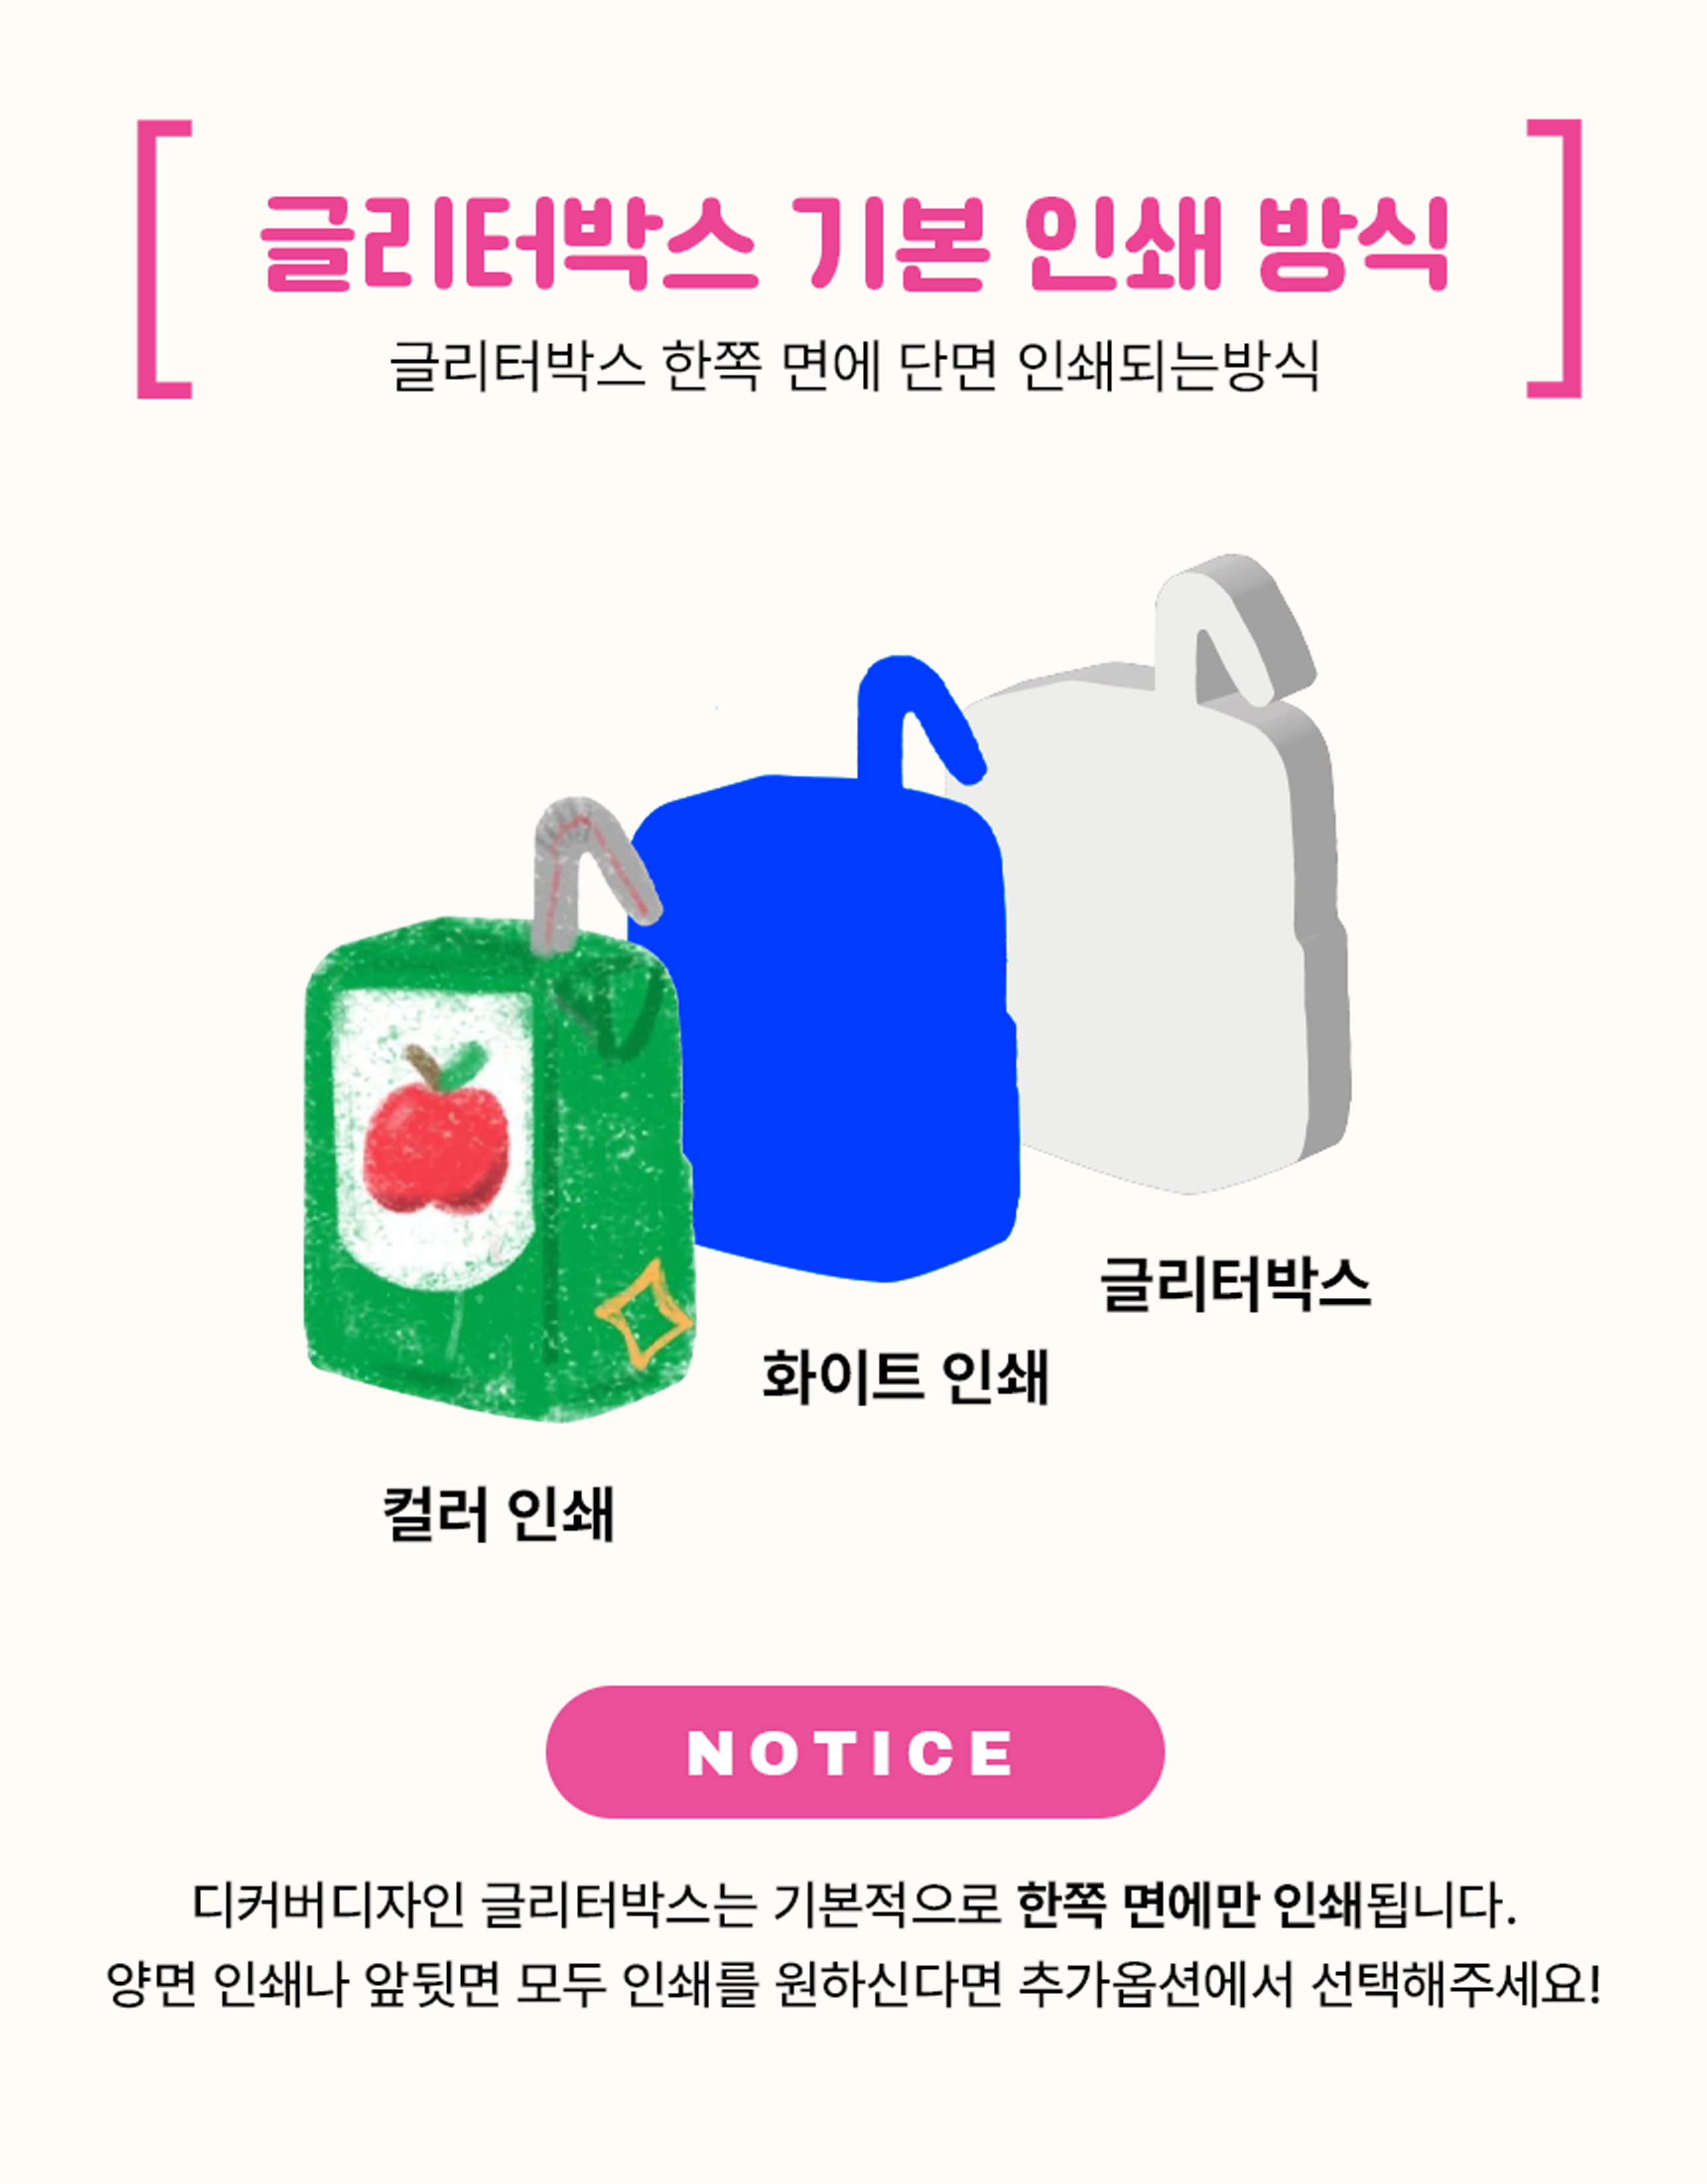 글리터박스 기본 인쇄 방식
글리터박스 한쪽 면에 단면 인쇄되는방식
글리터박스
화이트 인쇄
컬러 인쇄
NOTICE
디커버디자인 글리터박스는 기본적으로 한쪽 면에만 인쇄됩니다.
양면 인쇄나 앞뒷면 모두 인쇄를 원하신다면 추가옵션에서 선택해주세요!